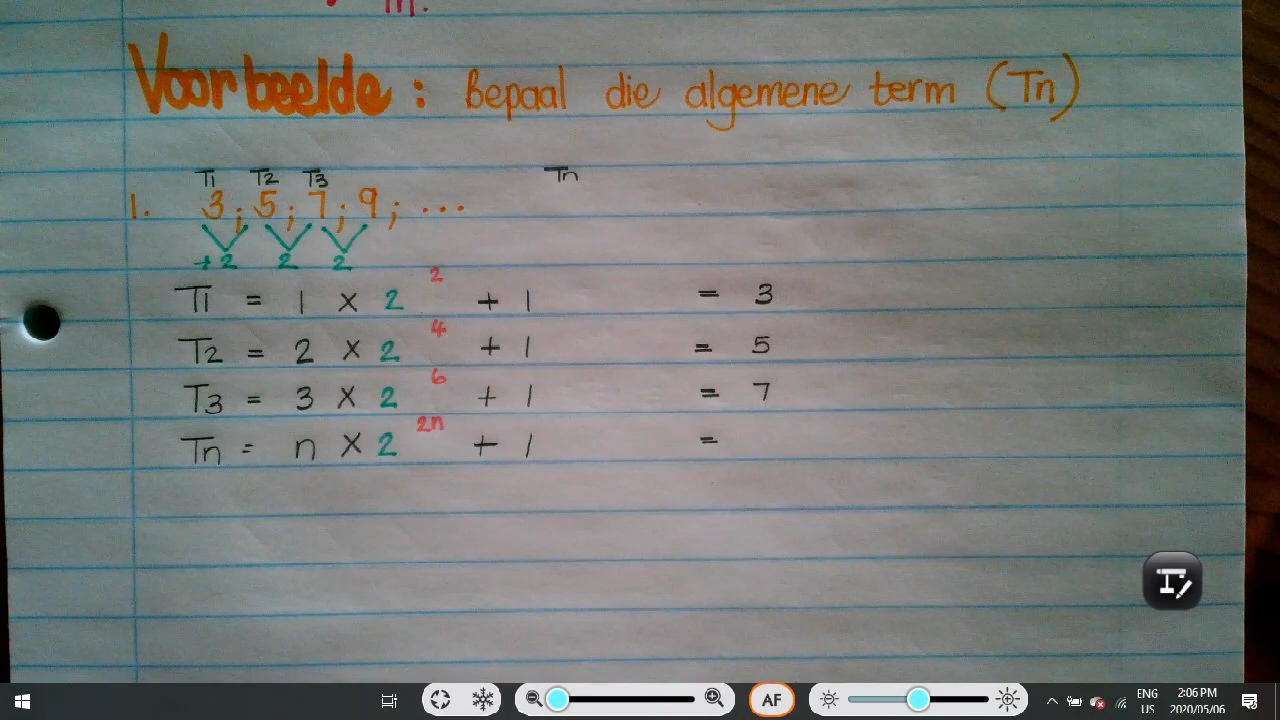 Voorbeelde : Bepaal die algemene term (Tn)
T1 T2 T3 Tn
1. 3 ; 5 ; 7 ; 9 ; ...
+2 2 2
2
T1 = 1 × 2 + 1 = 3
4
T2 = 2 × 2 + 1 = 5
6
T3 = 3 × 2 + 1 = 7
2n
Tn = n × 2 + 1 =
AF
ENG 2:06 PM
US 2020/05/06